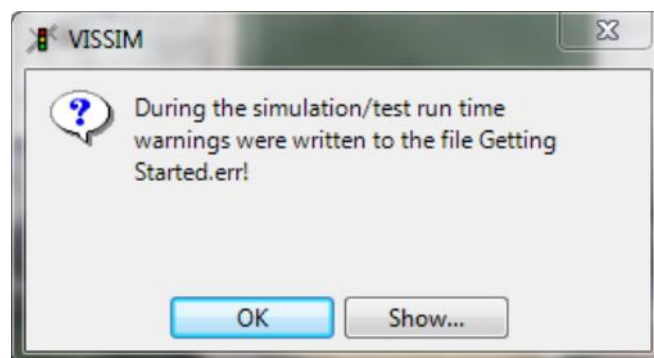 VISSIM
During the simulation/test run time
warnings were written to the file Getting
Started.err!
OK
Show...